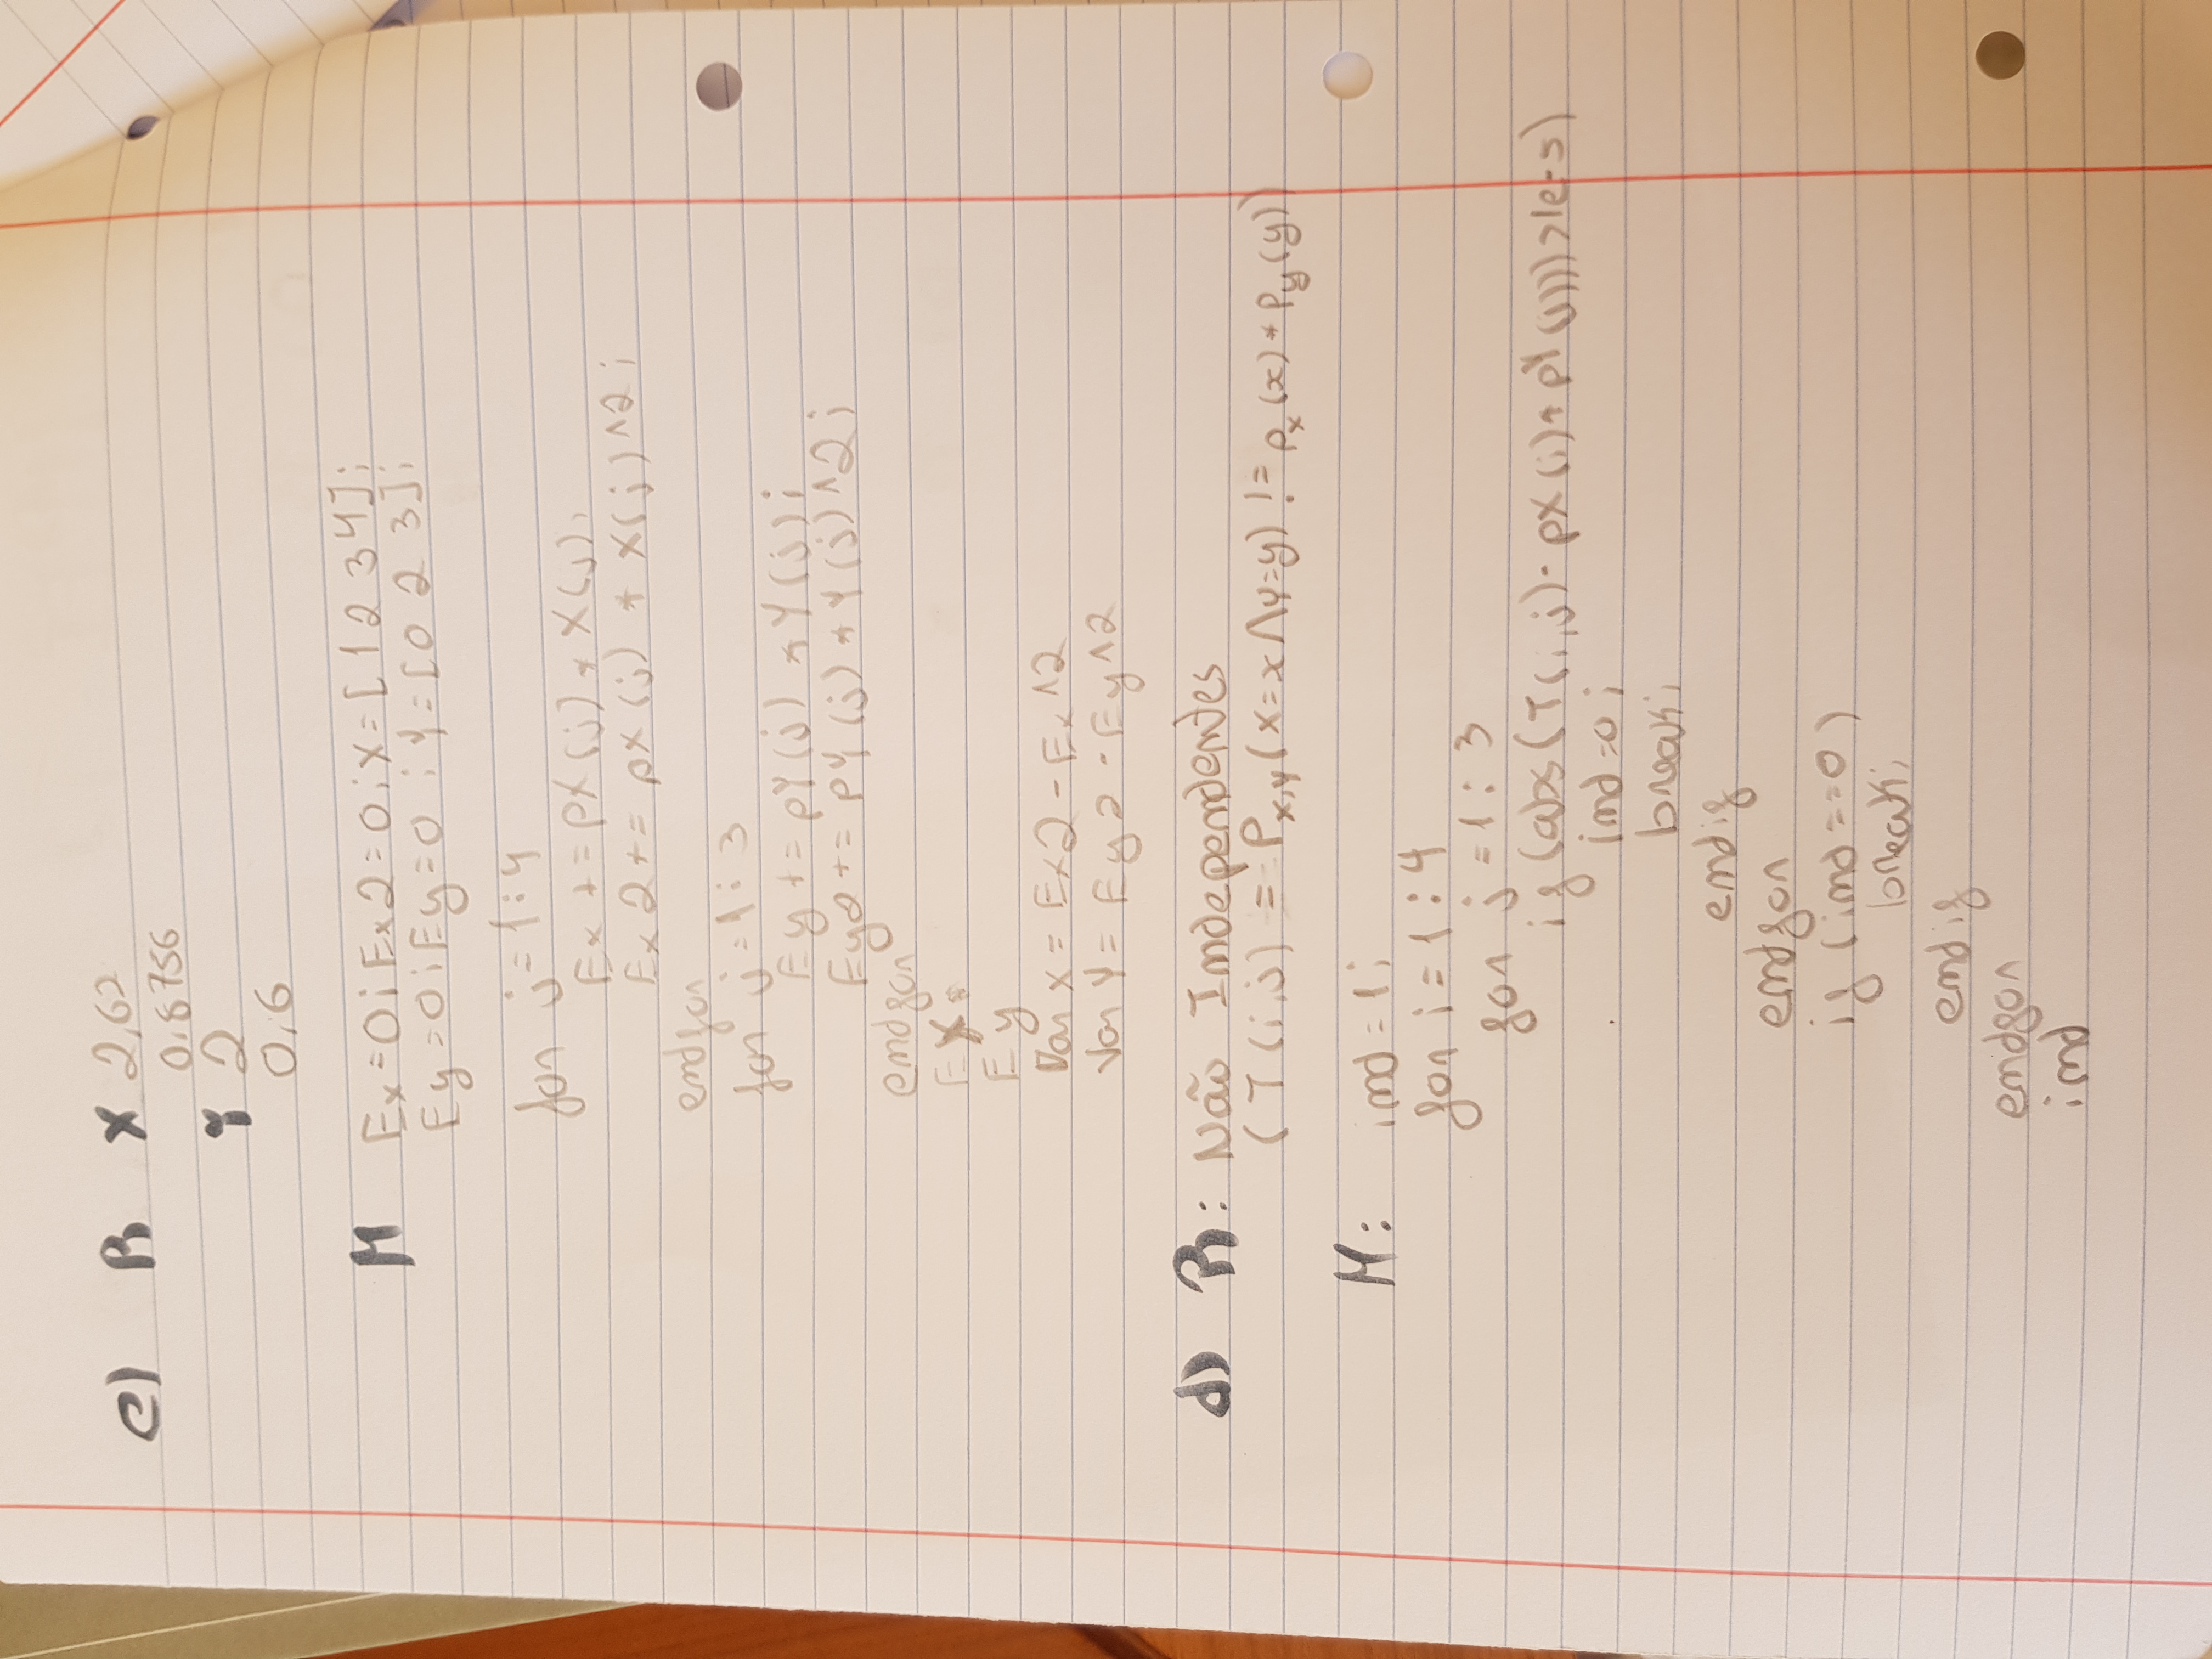 c) R X 2,62
0,8756
Y 2
0,6
M Ex=0; Ex2=0; X=[1 2 3 4];
Ey=0; Ey=0; Y=[0 2 3];
for j=1:4
Ex += pX(j) * X(j);
Ex2 += pX(j) * X(j)^2;
endfor
for j=1:3
Ey += pY(j) * Y(j);
Ey2 += pY(j) * Y(j)^2;
endfor
Ex
Ey
Var x = Ex2 - Ex^2
Var Y = Ey2 - Ey^2
d) R: Não Independentes
(T(i,j) = Px,y(X=x ∧ Y=y) != px(x) * py(y))
M: ind=1;
for i=1:4
for j=1:3
if (abs(T(i,j) - pX(i) * pY(j))) > 1e-5)
ind=0;
break;
endif
endfor
if (ind==0)
break;
endif
endfor
ind